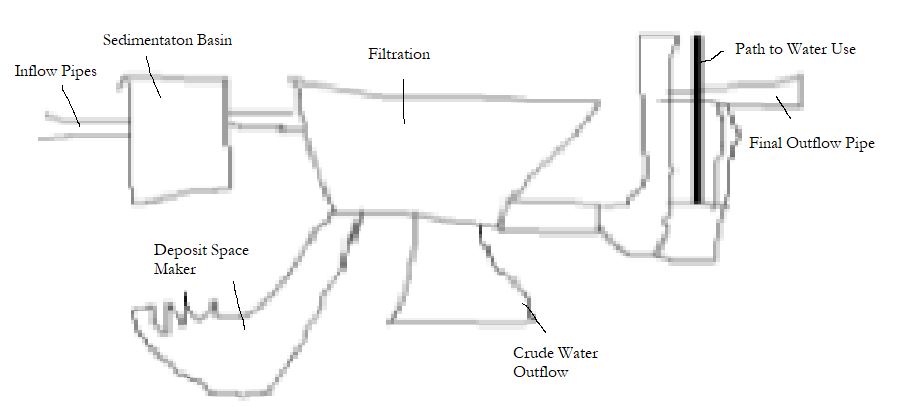 Sedimentaton Basin
Inflow Pipes
Filtration
Path to Water Use
Final Outflow Pipe
Deposit Space
Maker
Crude Water
Outflow